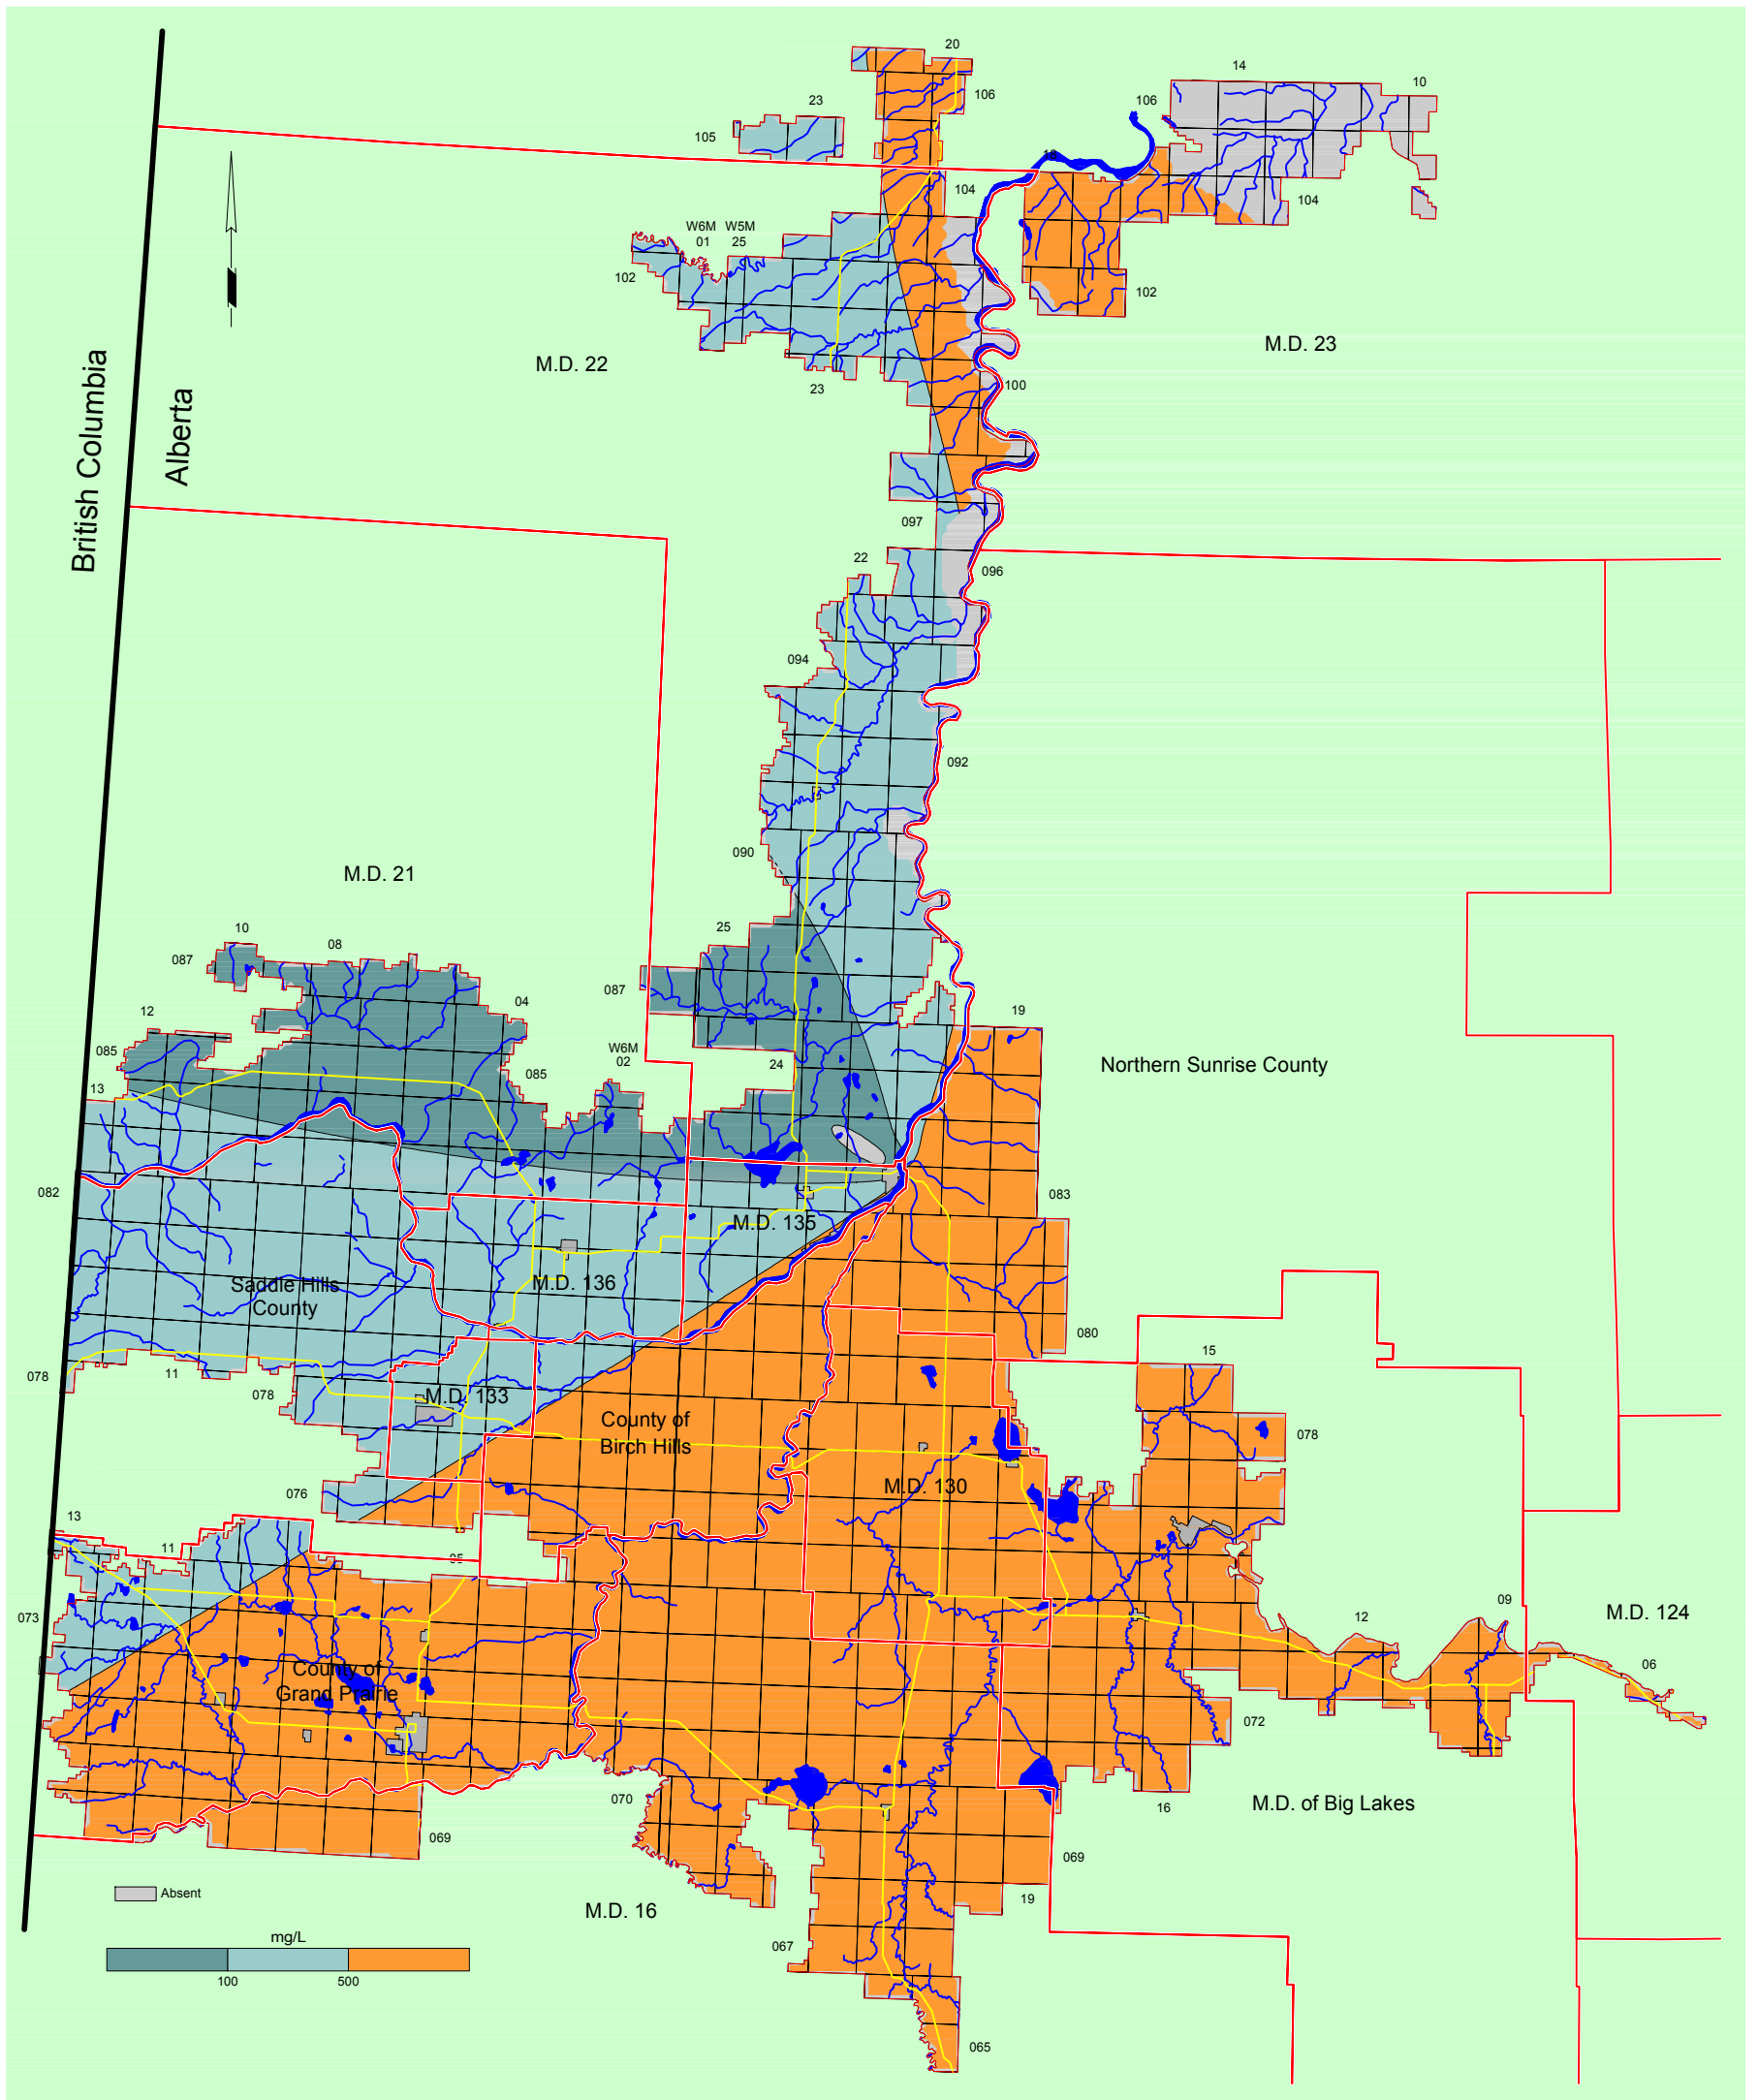 20
14
10
106
106
23
105
18
104
104
W6M W5M
01 25
102
102
M.D. 23
M.D. 22
23
100
British Columbia
Alberta
097
096
22
094
092
090
M.D. 21
25
10
08
087
087
04
12
19
W6M
02
085
24
085
13
Northern Sunrise County
082
083
M.D. 135
M.D. 136
Saddle Hills
County
080
15
078
11
078
M.D. 133
County of
Birch Hills
078
M.D. 130
076
13
11
05
073
12
09
M.D. 124
06
County of
Grand Prairie
072
070
16
M.D. of Big Lakes
069
069
Absent
19
M.D. 16
mg/L
067
100
500
065